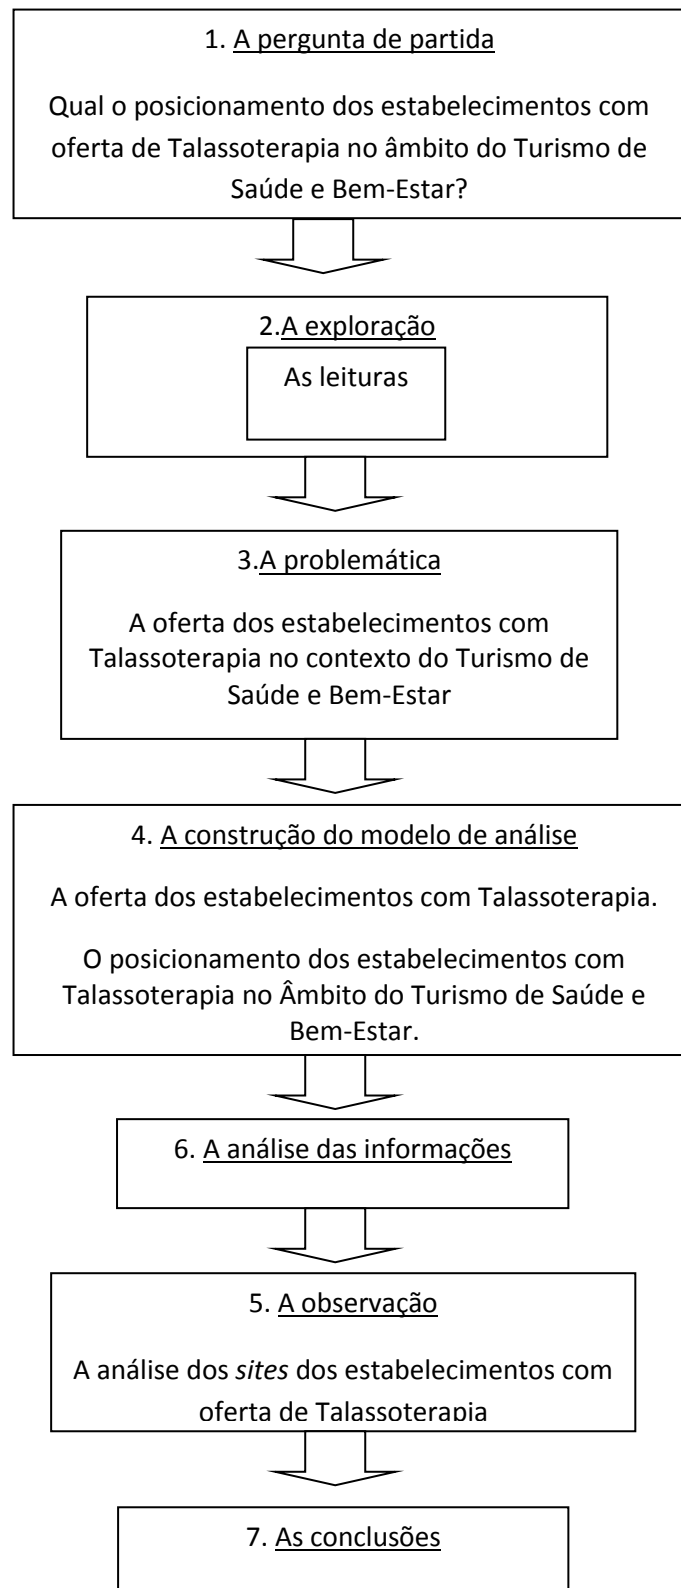 1. A pergunta de partida
Qual o posicionamento dos estabelecimentos com
oferta de Talassoterapia no âmbito do Turismo de
Saúde e Bem-Estar?
2.A exploração
As leituras
3.A problemática
A oferta dos estabelecimentos com
Talassoterapia no contexto do Turismo de
Saúde e Bem-Estar
4. A construção do modelo de análise
A oferta dos estabelecimentos com Talassoterapia.
O posicionamento dos estabelecimentos com
Talassoterapia no Âmbito do Turismo de Saúde e
Bem-Estar.
6. A análise das informações
5. A observação
A análise dos sites dos estabelecimentos com
oferta de Talassoterapia
7. As conclusões